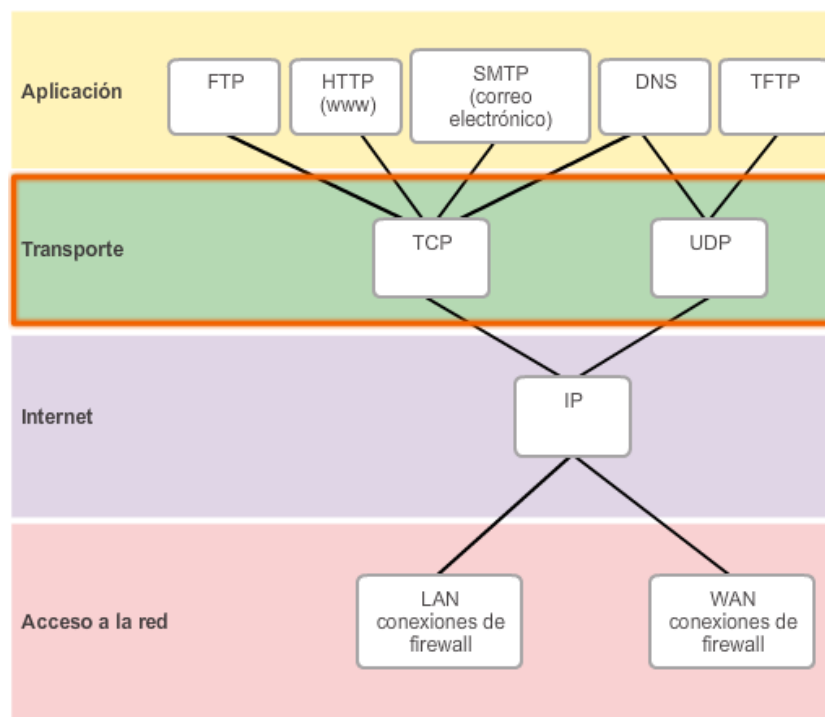 Aplicación
FTP
HTTP
(www)
SMTP
(correo
electrónico)
DNS
TFTP
Transporte
TCP
UDP
Internet
IP
Acceso a la red
LAN
conexiones de
firewall
WAN
conexiones de
firewall